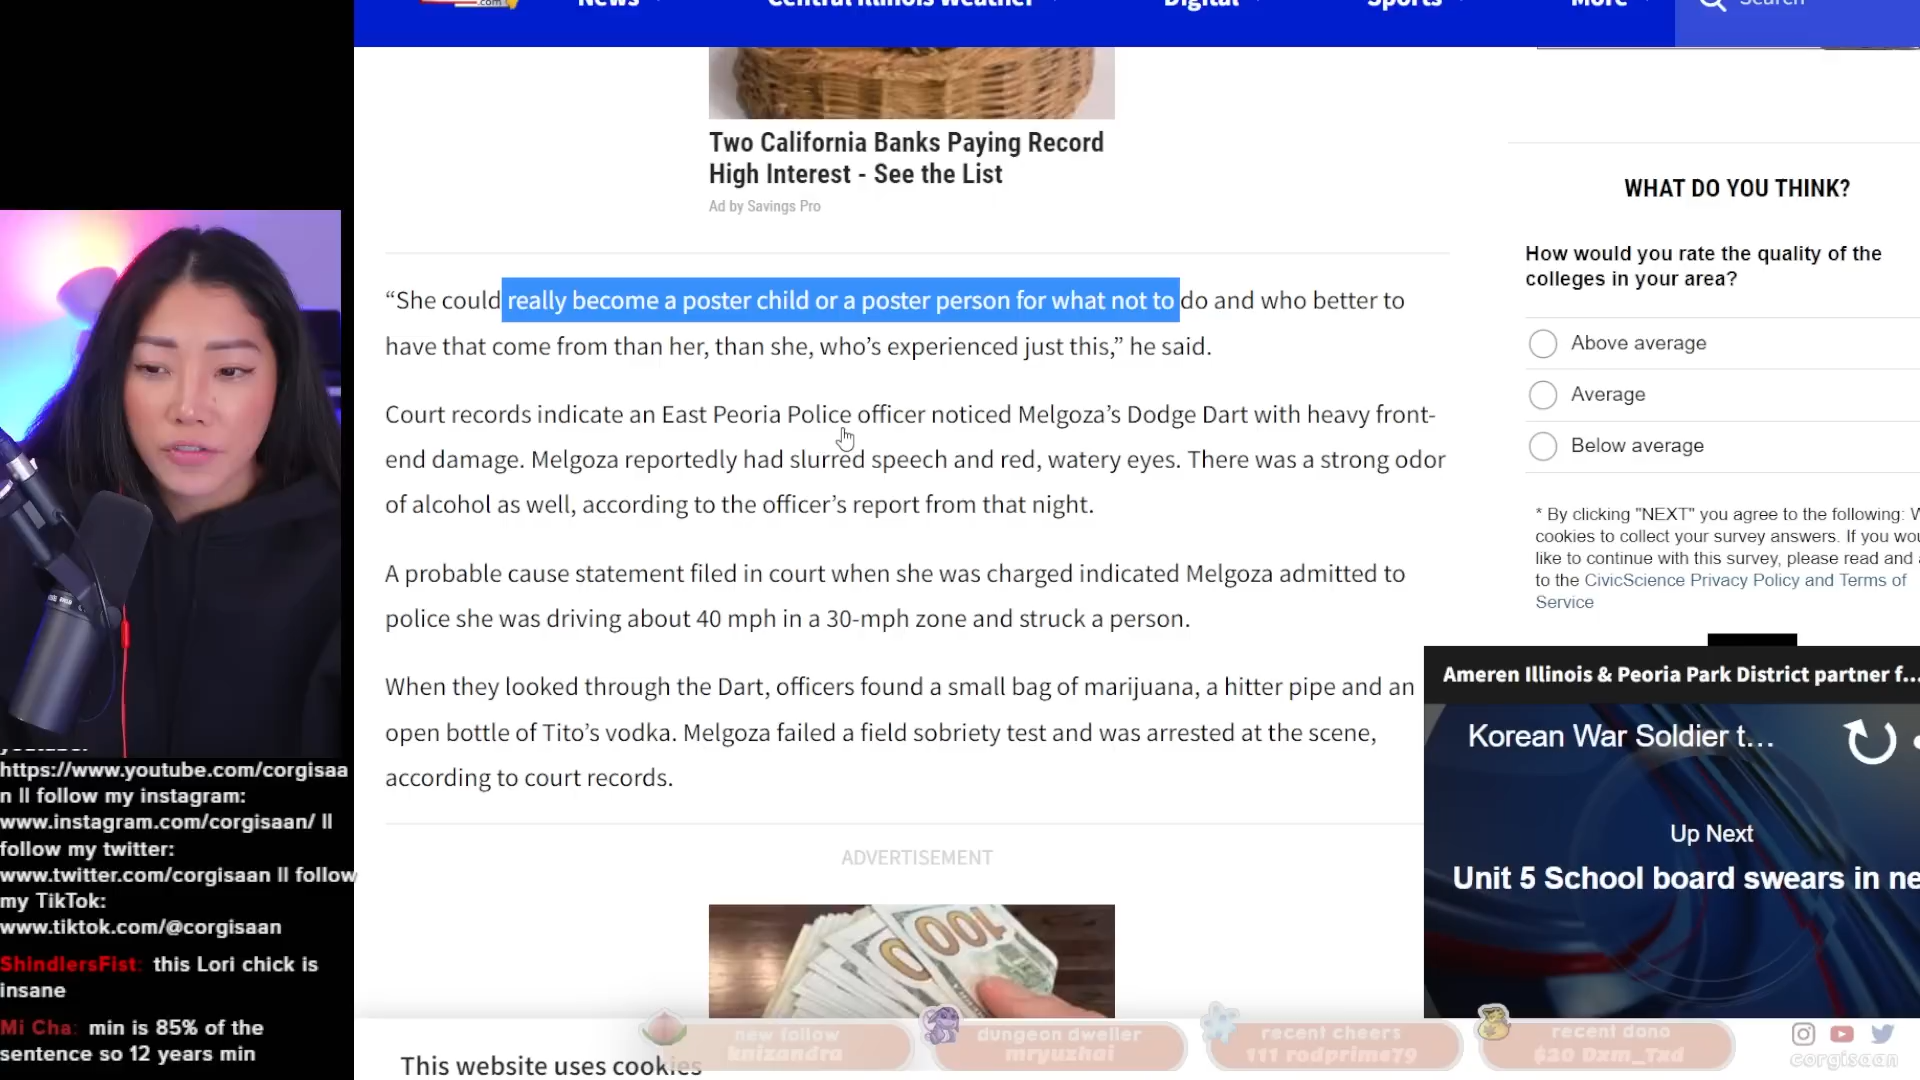 .com
News
Central Illinois Weather
Digital
Sports
More
Search
Two California Banks Paying Record
High Interest - See the List
Ad by Savings Pro
“She could really become a poster child or a poster person for what not to do and who better to
have that come from than her, than she, who’s experienced just this,” he said.
Court records indicate an East Peoria Police officer noticed Melgoza’s Dodge Dart with heavy front-
end damage. Melgoza reportedly had slurred speech and red, watery eyes. There was a strong odor
of alcohol as well, according to the officer’s report from that night.
A probable cause statement filed in court when she was charged indicated Melgoza admitted to
police she was driving about 40 mph in a 30-mph zone and struck a person.
When they looked through the Dart, officers found a small bag of marijuana, a hitter pipe and an
open bottle of Tito’s vodka. Melgoza failed a field sobriety test and was arrested at the scene,
according to court records.
ADVERTISEMENT
100
This website uses cookies
WHAT DO YOU THINK?
How would you rate the quality of the
colleges in your area?
Above average
Average
Below average
* By clicking "NEXT" you agree to the following: W
cookies to collect your survey answers. If you wou
like to continue with this survey, please read and a
to the CivicScience Privacy Policy and Terms of
Service
Ameren Illinois & Peoria Park District partner f...
Korean War Soldier t...
Up Next
Unit 5 School board swears in ne
youtube:
https://www.youtube.com/corgisaa
n ll follow my instagram:
www.instagram.com/corgisaan/ ll
follow my twitter:
www.twitter.com/corgisaan ll follow
my TikTok:
www.tiktok.com/@corgisaan
ShindlersFist: this Lori chick is
insane
Mi Cha: min is 85% of the
sentence so 12 years min
new follow
knizandra
dungeon dweller
mryuzhai
recent cheers
111 rodprime79
recent dono
$20 Dxm_Txd
corgisaan